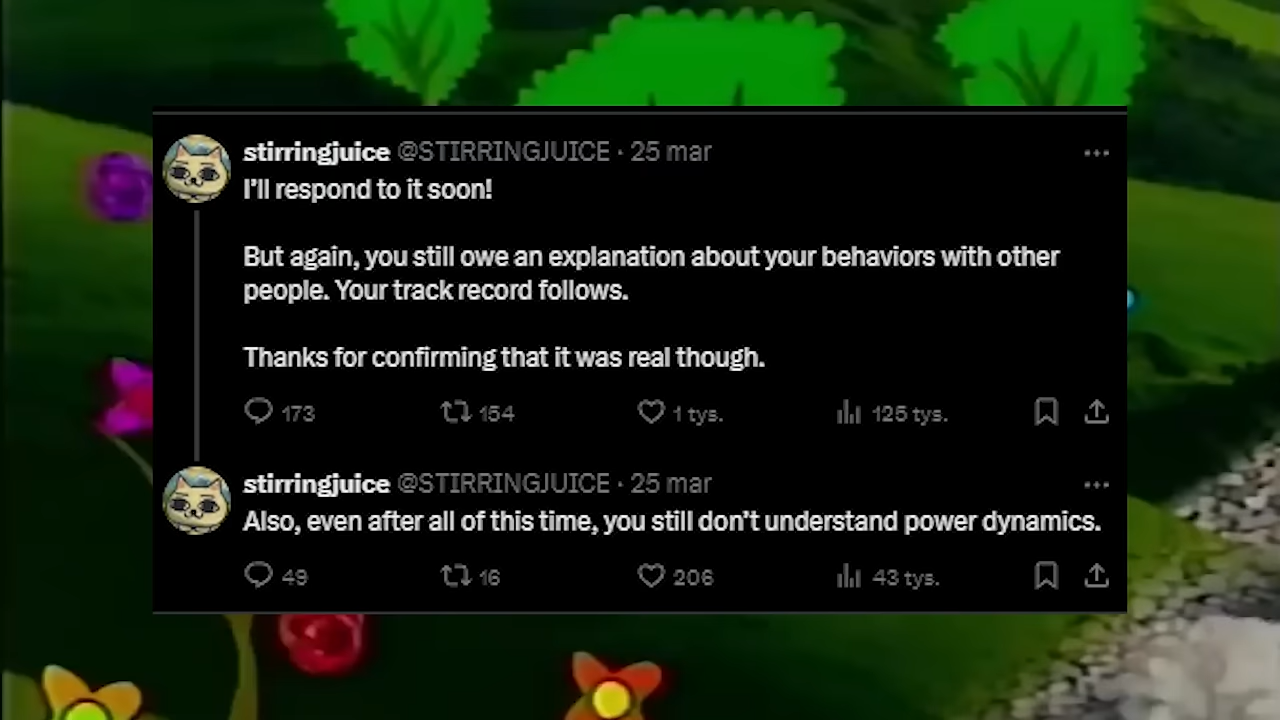 stirringjuice @STIRRINGJUICE · 25 mar
I'll respond to it soon!
But again, you still owe an explanation about your behaviors with other
people. Your track record follows.
Thanks for confirming that it was real though.
173 154 1 tys. 125 tys.
stirringjuice @STIRRINGJUICE · 25 mar
Also, even after all of this time, you still don't understand power dynamics.
49 16 206 43 tys.